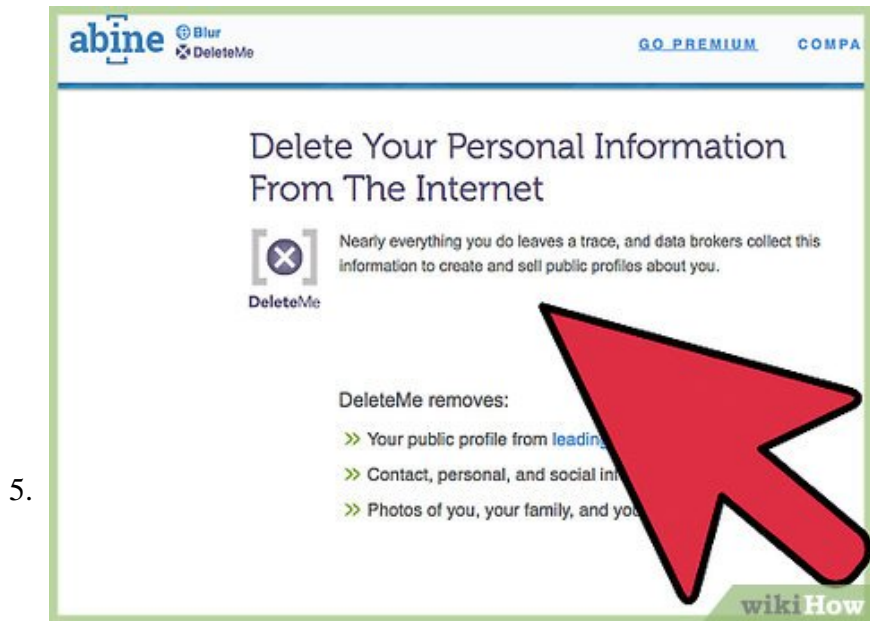 abine Blur
DeleteMe
GO PREMIUM COMPA
Delete Your Personal Information
From The Internet
Nearly everything you do leaves a trace, and data brokers collect this
information to create and sell public profiles about you.
DeleteMe
DeleteMe removes:
» Your public profile from leading
» Contact, personal, and social
» Photos of you, your family, and
5.
wikiHow